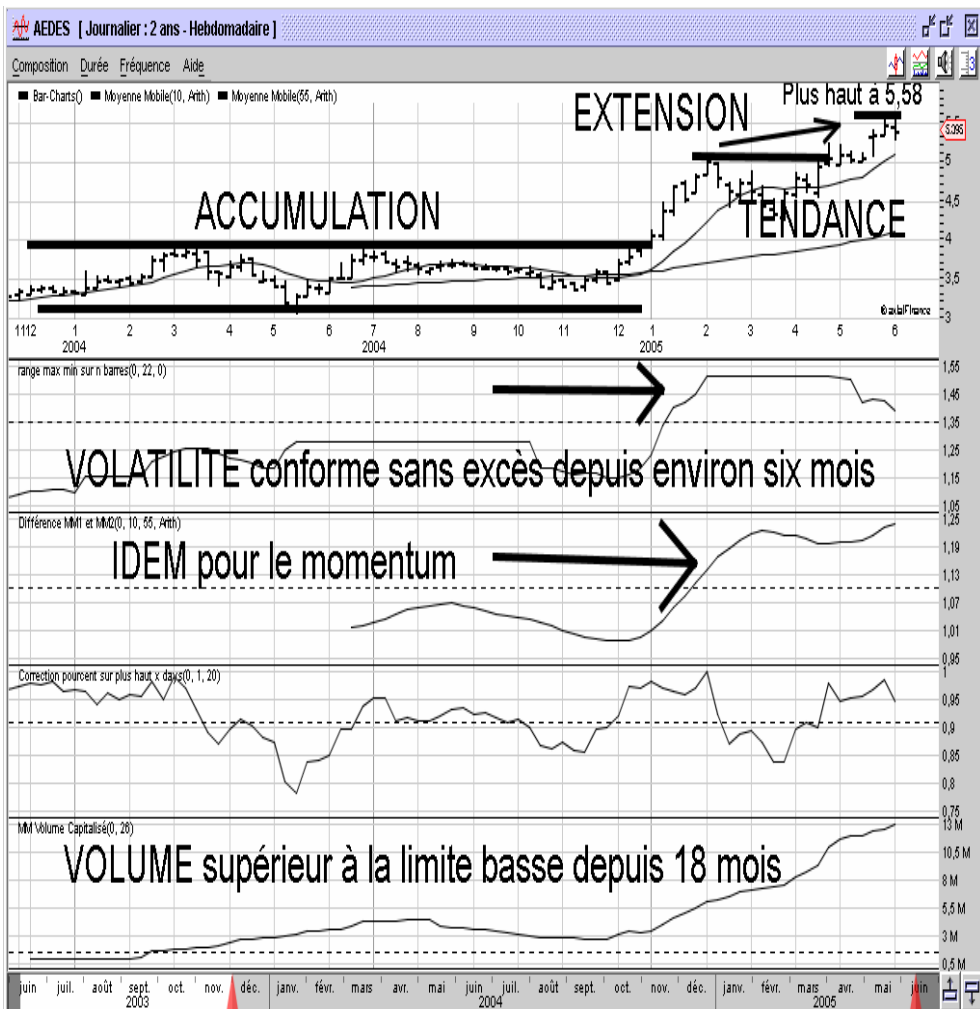 AEDES [ Journalier : 2 ans - Hebdomadaire ]
Composition Durée Fréquence Aide
Bar-Charts() Moyenne Mobile(10, Arith) Moyenne Mobile(55, Arith)
Plus haut à 5,58
EXTENSION
ACCUMULATION
TENDANCE
5.395
5
4,5
4
3,5
3
© axialFinance
1112 1 2 3 4 5 6 7 8 9 10 11 12 1 2 3 4 5 6
2004 2004 2005
range max min sur n barres(0, 22, 0)
1,55
1,45
1,35
1,25
1,15
1,05
VOLATILITE conforme sans excès depuis environ six mois
Différence MM1 et MM2(0, 10, 55, Arith)
1,25
1,19
1,13
1,07
1,01
0,95
IDEM pour le momentum
Correction pourcent sur plus haut x days(0, 1, 20)
1
0,95
0,9
0,85
0,8
0,75
MM Volume Capitalisé(0, 26)
13 M
10,5 M
8 M
5,5 M
3 M
0,5 M
VOLUME supérieur à la limite basse depuis 18 mois
juin juil. août sept. oct. nov. déc. janv. févr. mars avr. mai juin juil. août sept. oct. nov. déc. janv. févr. mars avr. mai juin
2003 2004 2005